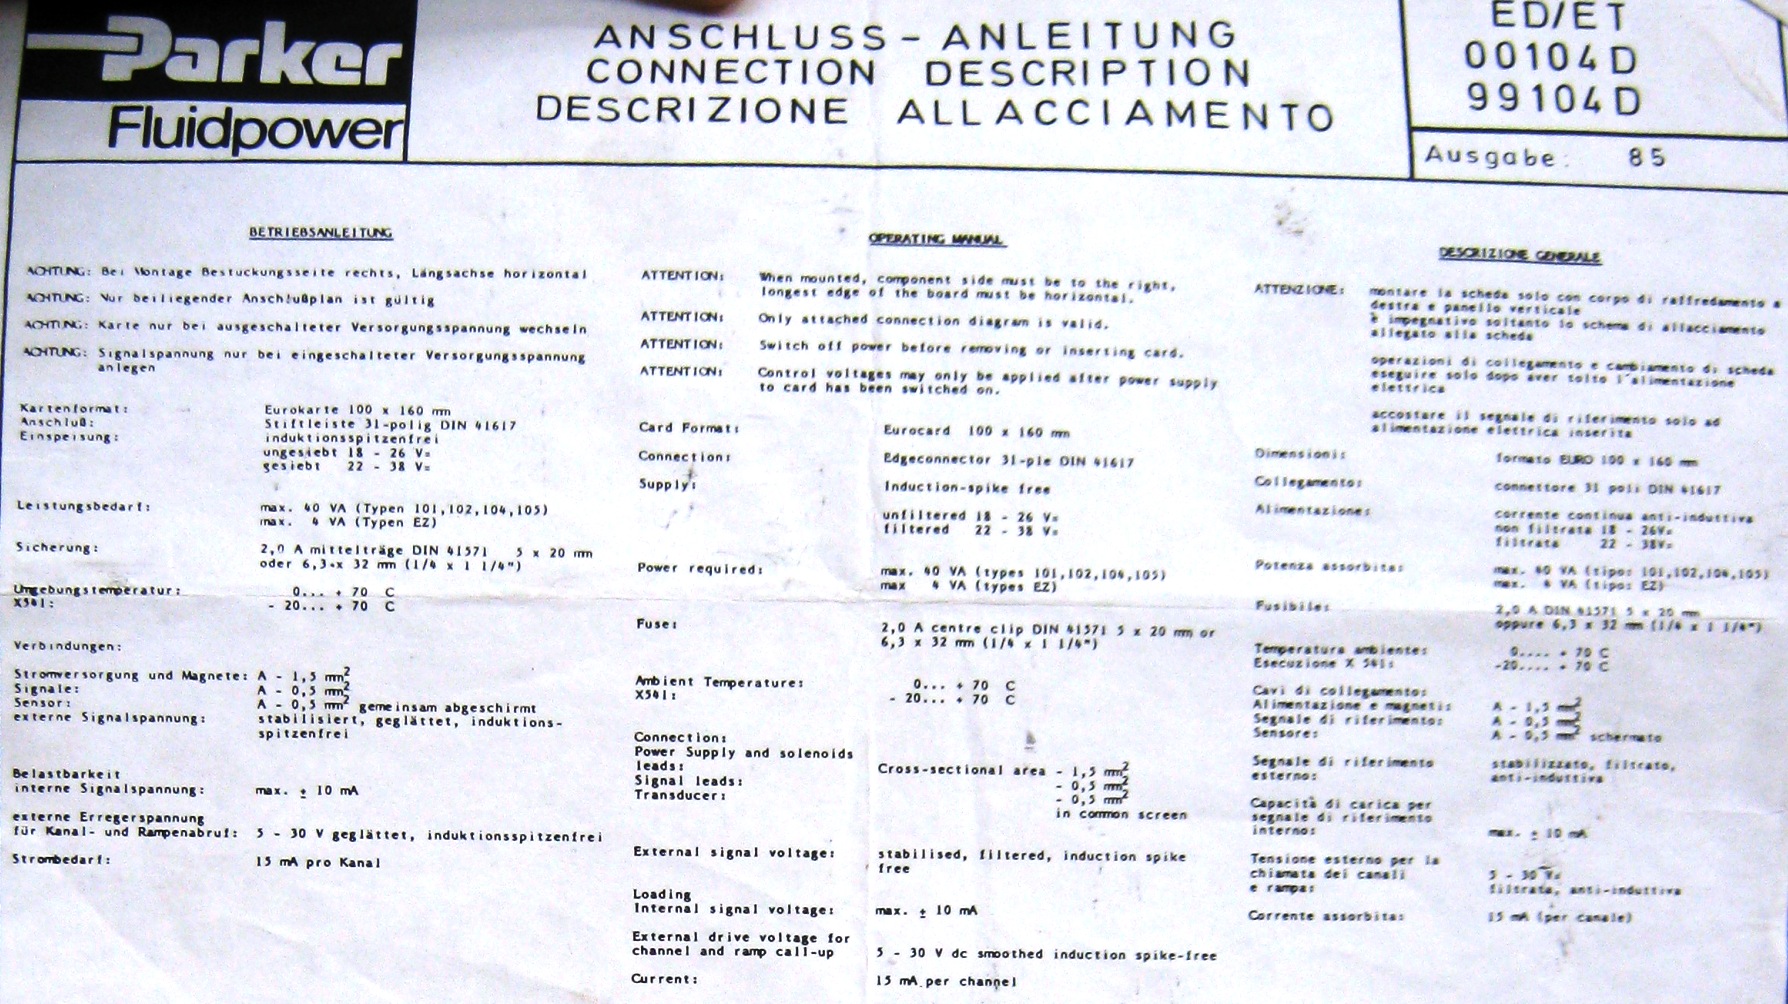 Parker
Fluidpower
ANSCHLUSS - ANLEITUNG
CONNECTION DESCRIPTION
DESCRIZIONE ALLACCIAMENTO
ED/ET
00104D
99104D
Ausgabe: 85
BETRIEBSANLEITUNG
ACHTUNG: Bei Montage Bestückungsseite rechts, Längsachse horizontal
ACHTUNG: Nur beiliegender Anschlußplan ist gültig
ACHTUNG: Karte nur bei ausgeschalteter Versorgungsspannung wechseln
ACHTUNG: Signalspannung nur bei eingeschalteter Versorgungsspannung
anlegen
Kartenformat: Eurokarte 100 x 160 mm
Anschluß: Stiftleiste 31-polig DIN 41617
Einspeisung: induktionsspitzenfrei
ungesiebt 18 - 26 V=
gesiebt 22 - 38 V=
Leistungsbedarf: max. 40 VA (Typen 101,102,104,105)
max. 4 VA (Typen EZ)
Sicherung: 2,0 A mittelträge DIN 41571 5 x 20 mm
oder 6,3 x 32 mm (1/4 x 1 1/4")
Umgebungstemperatur: 0... + 70 C
X541: - 20... + 70 C
Verbindungen:
Stromversorgung und Magnete: A - 1,5 mm²
Signale: A - 0,5 mm²
Sensor: A - 0,5 mm² gemeinsam abgeschirmt
externe Signalspannung: stabilisiert, geglättet, induktions-
spitzenfrei
Belastbarkeit
interne Signalspannung: max. ± 10 mA
externe Erregerspannung
für Kanal- und Rampenabruf: 5 - 30 V geglättet, induktionsspitzenfrei
Strombedarf: 15 mA pro Kanal
OPERATING MANUAL
ATTENTION: When mounted, component side must be to the right,
longest edge of the board must be horizontal.
ATTENTION: Only attached connection diagram is valid.
ATTENTION: Switch off power before removing or inserting card.
ATTENTION: Control voltages may only be applied after power supply
to card has been switched on.
Card Format: Eurocard 100 x 160 mm
Connection: Edgeconnector 31-ple DIN 41617
Supply: Induction-spike free
unfiltered 18 - 26 V=
filtered 22 - 38 V=
Power required: max. 40 VA (types 101,102,104,105)
max 4 VA (types EZ)
Fuse: 2,0 A centre clip DIN 41571 5 x 20 mm or
6,3 x 32 mm (1/4 x 1 1/4")
Ambient Temperature: 0... + 70 C
X541: - 20... + 70 C
Connection:
Power Supply and solenoids
leads: Cross-sectional area - 1,5 mm²
Signal leads: - 0,5 mm²
Transducer: - 0,5 mm²
in common screen
External signal voltage: stabilised, filtered, induction spike
free
Loading
Internal signal voltage: max. ± 10 mA
External drive voltage for
channel and ramp call-up 5 - 30 V dc smoothed induction spike-free
Current: 15 mA per channel
DESCRIZIONE GENERALE
ATTENZIONE: montare la scheda solo con corpo di raffredamento a
destra e panello verticale
è impegnativo soltanto lo schema di allacciamento
allegato alla scheda
operazioni di collegamento e cambiamento di scheda
eseguire solo dopo aver tolto l'alimentazione
elettrica
accostare il segnale di riferimento solo ad
alimentazione elettrica inserita
Dimensioni: formato EURO 100 x 160 mm
Collegamento: connettore 31 poli DIN 41617
Alimentazione: corrente continua anti-induttiva
non filtrata 18 - 26V=
filtrata 22 - 38V=
Potenza assorbita: max. 40 VA (tipo: 101,102,104,105)
max. 4 VA (tipo: EZ)
Fusibile: 2,0 A DIN 41571 5 x 20 mm
oppure 6,3 x 32 mm (1/4 x 1 1/4")
Temperatura ambiente: 0.... + 70 C
Esecuzione X 541: -20.... + 70 C
Cavi di collegamento:
Alimentazione e magneti: A - 1,5 mm²
Segnale di riferimento: A - 0,5 mm²
Sensore: A - 0,5 mm² schermato
Segnale di riferimento stabilizzato, filtrato,
esterno: anti-induttiva
Capacità di carica per
segnale di riferimento
interno: max. ± 10 mA
Tensione esterno per la
chiamata dei canali 5 - 30 V=
e rampa: filtrata, anti-induttiva
Corrente assorbita: 15 mA (per canale)